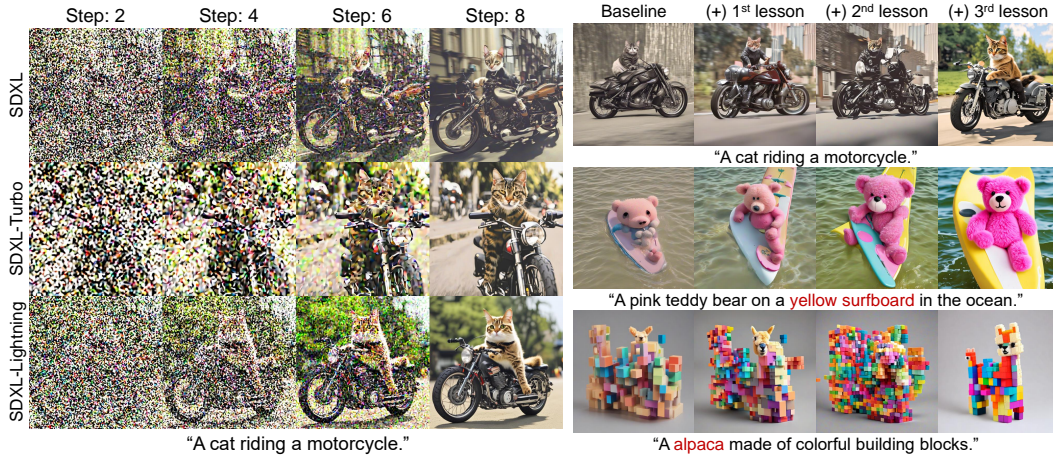 Step: 2 Step: 4 Step: 6 Step: 8
SDXL
SDXL-Turbo
SDXL-Lightning
“A cat riding a motorcycle.”
Baseline (+) 1st lesson (+) 2nd lesson (+) 3rd lesson
“A cat riding a motorcycle.”
“A pink teddy bear on a yellow surfboard in the ocean.”
“A alpaca made of colorful building blocks.”